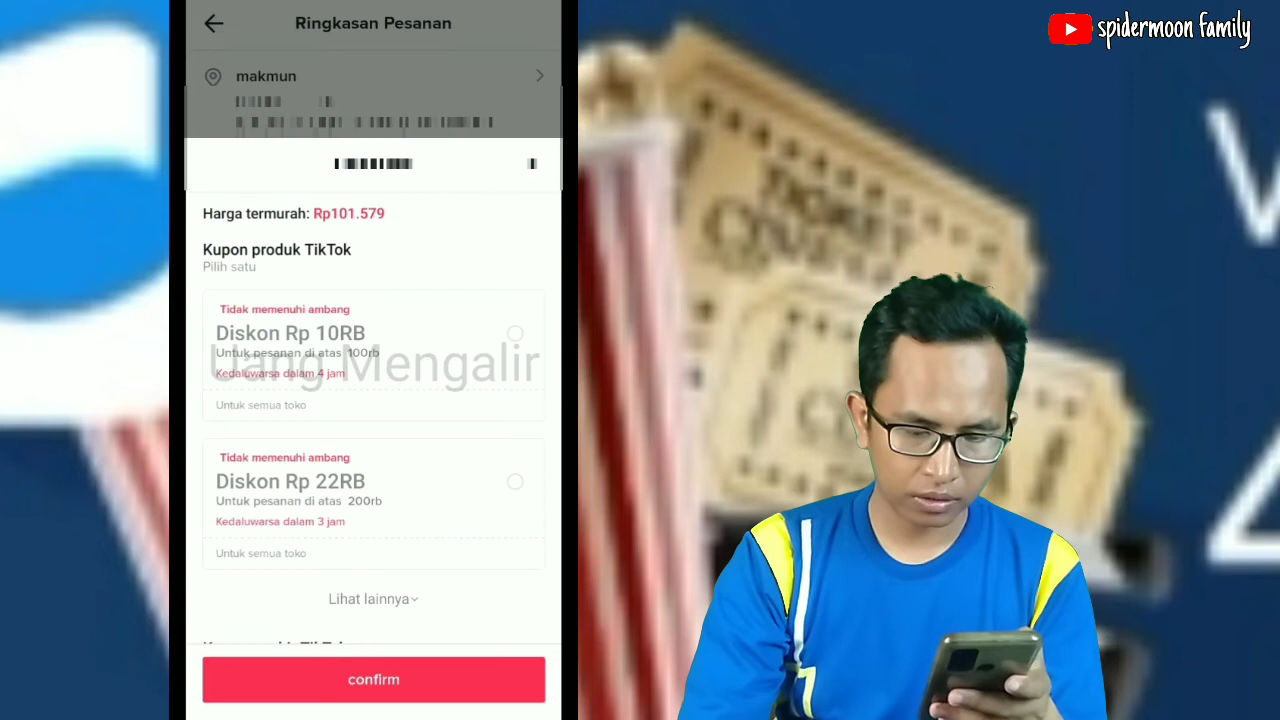 Ringkasan Pesanan
makmun
Harga termurah: Rp101.579
Kupon produk TikTok
Pilih satu
Tidak memenuhi ambang
Diskon Rp 10RB
Untuk pesanan di atas 100rb
Uang Mengalir
Kedaluwarsa dalam 4 jam
Untuk semua toko
Tidak memenuhi ambang
Diskon Rp 22RB
Untuk pesanan di atas 200rb
Kedaluwarsa dalam 3 jam
Untuk semua toko
Lihat lainnya
confirm
spidermoon family
TICKET